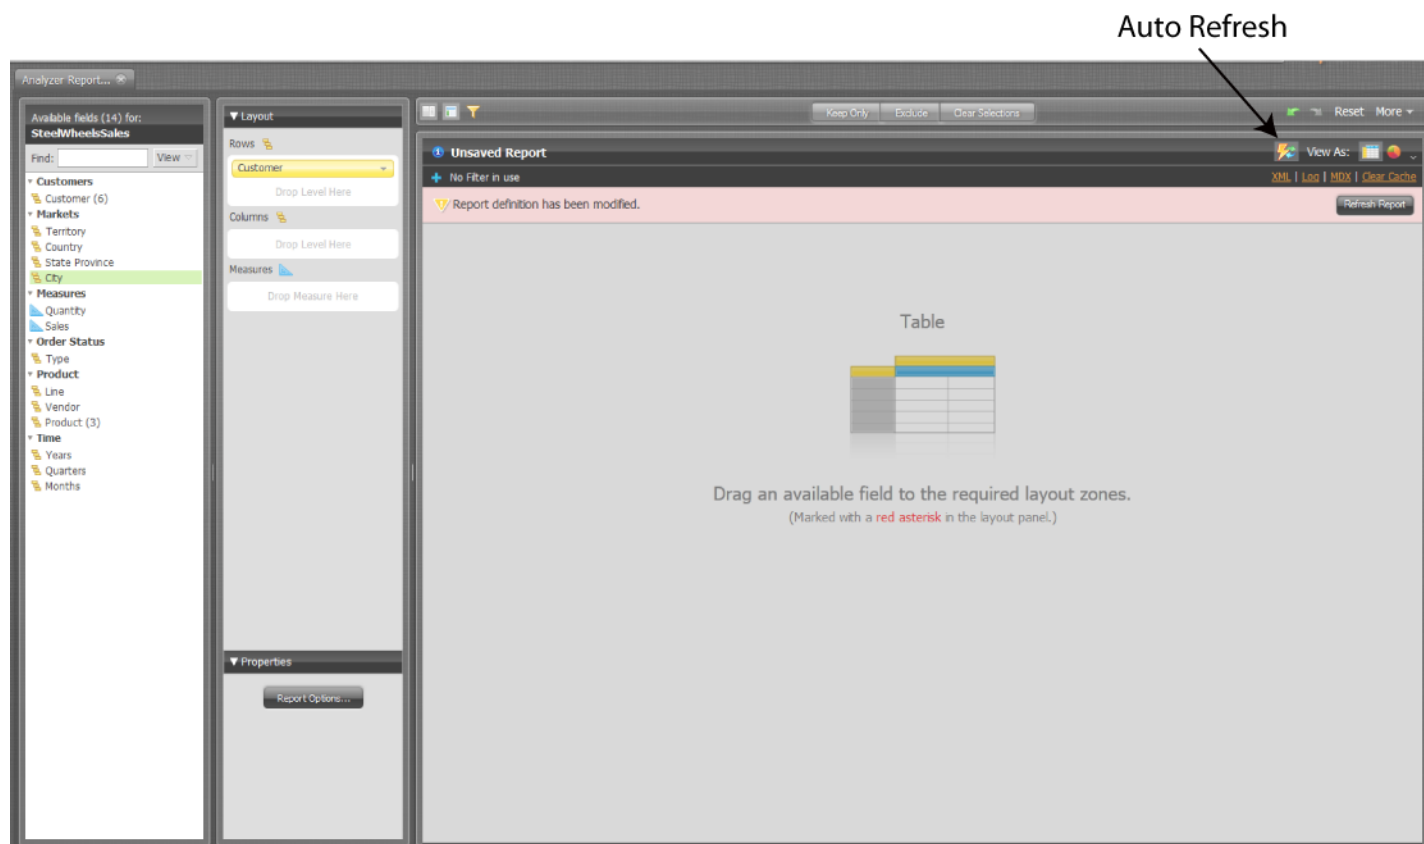 Auto Refresh
Analyzer Report...
Available fields (14) for:
SteelWheelsSales
Find:
View
Customers
Customer (6)
Markets
Territory
Country
State Province
City
Measures
Quantity
Sales
Order Status
Type
Product
Line
Vendor
Product (3)
Time
Years
Quarters
Months
Layout
Rows
Customer
Drop Level Here
Columns
Drop Level Here
Measures
Drop Measure Here
Properties
Report Options...
Keep Only Exclude Clear Selections
Reset More
Unsaved Report
View As:
No Filter in use
XML | Log | MDX | Clear Cache
Report definition has been modified.
Refresh Report
Table
Drag an available field to the required layout zones.
(Marked with a red asterisk in the layout panel.)